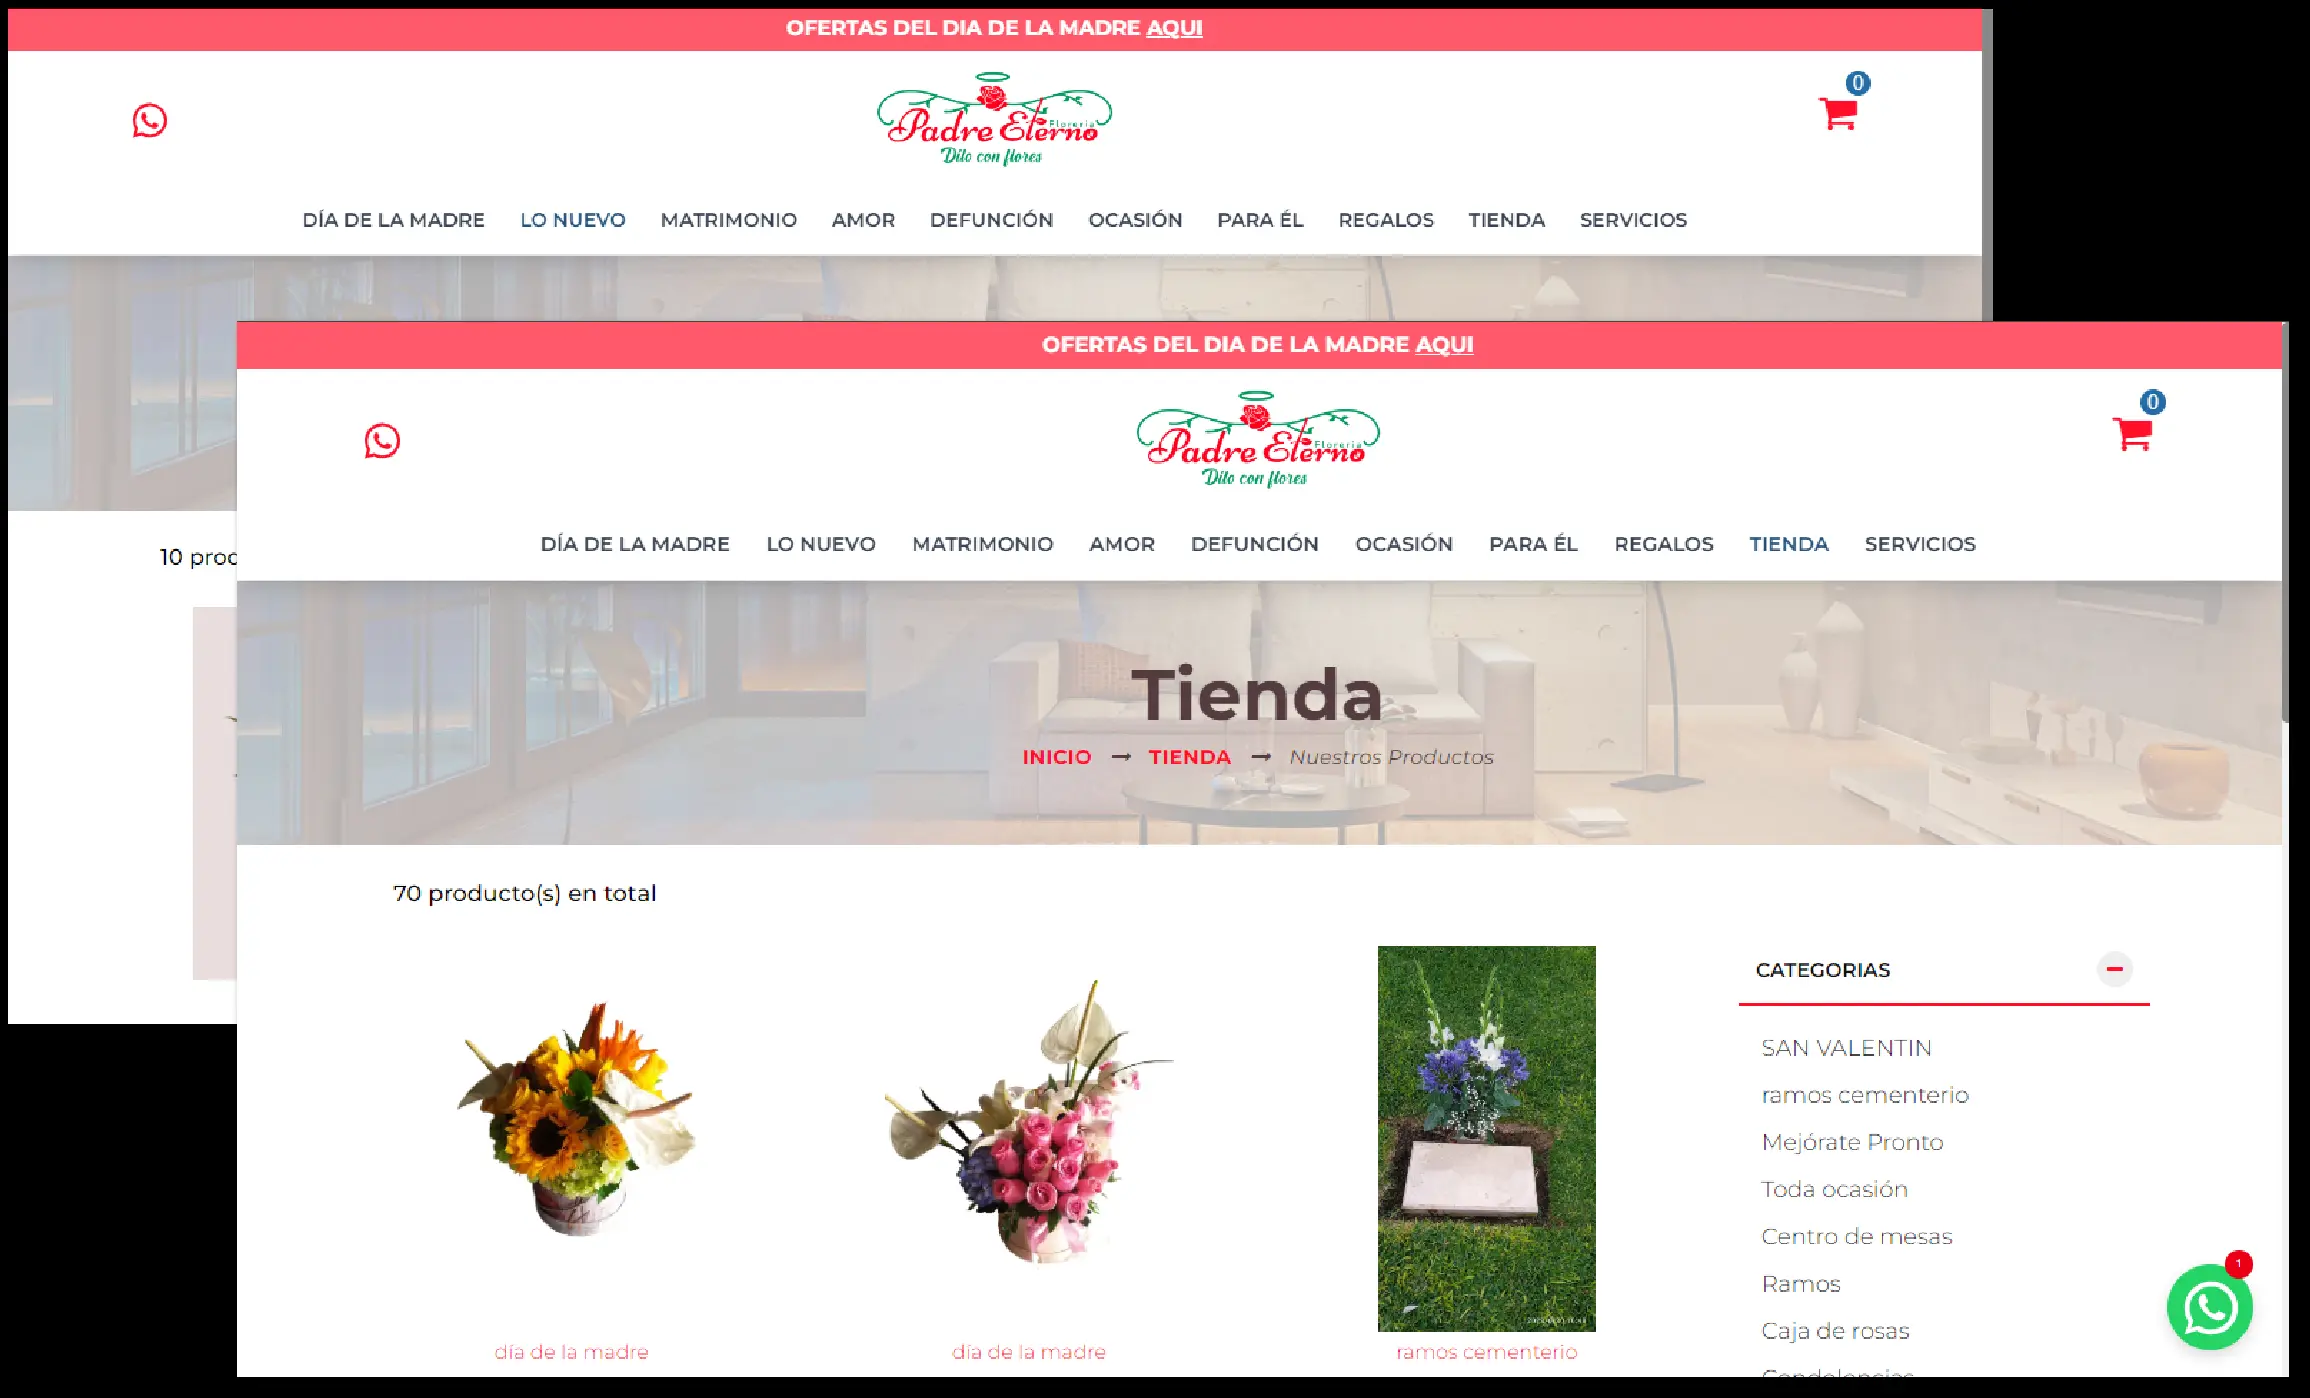 OFERTAS DEL DIA DE LA MADRE AQUI
0
Padre Eterno
Florería
Dilo con flores
DÍA DE LA MADRE LO NUEVO MATRIMONIO AMOR DEFUNCIÓN OCASIÓN PARA ÉL REGALOS TIENDA SERVICIOS
10 prod
OFERTAS DEL DIA DE LA MADRE AQUI
0
Padre Eterno
Florería
Dilo con flores
DÍA DE LA MADRE LO NUEVO MATRIMONIO AMOR DEFUNCIÓN OCASIÓN PARA ÉL REGALOS TIENDA SERVICIOS
Tienda
INICIO → TIENDA → Nuestros Productos
70 producto(s) en total
CATEGORIAS
SAN VALENTIN
ramos cementerio
Mejórate Pronto
Toda ocasión
Centro de mesas
Ramos
1
Caja de rosas
Condolencias
día de la madre día de la madre ramos cementerio